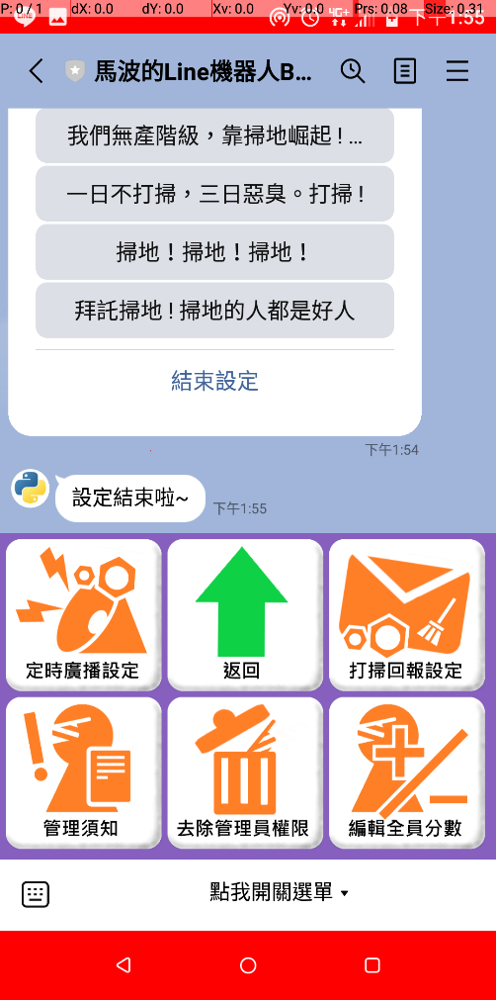 P: 0 / 1 dX: 0.0 dY: 0.0 Xv: 0.0 Yv: 0.0 Prs: 0.08 Size: 0.31
LINE 4G+ 下午1:55
馬波的Line機器人B...
我們無產階級，靠掃地崛起！...
一日不打掃，三日惡臭。打掃！
掃地！掃地！掃地！
拜託掃地！掃地的人都是好人
結束設定
下午1:54
設定結束啦~
下午1:55
定時廣播設定 返回 打掃回報設定
管理須知 去除管理員權限 編輯全員分數
點我開關選單